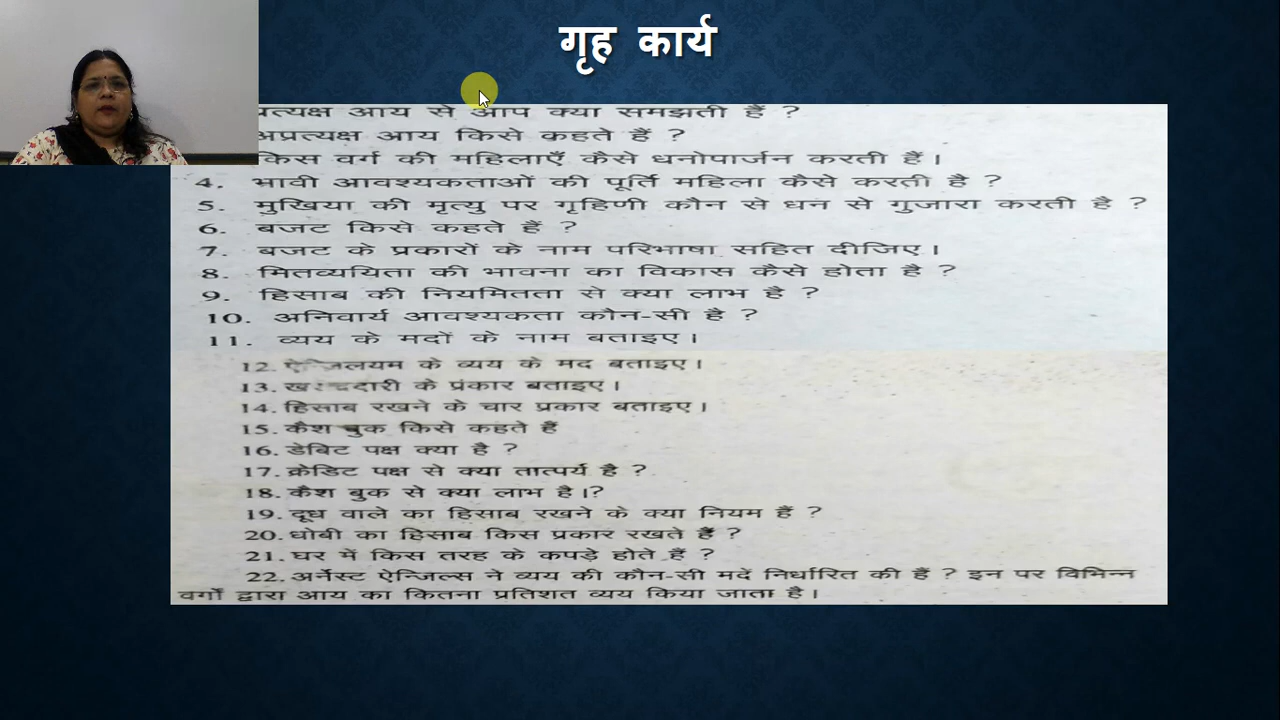 गृह कार्य
प्रत्यक्ष आय से आप क्या समझती हैं ?
अप्रत्यक्ष आय किसे कहते हैं ?
किस वर्ग की महिलाएँ कैसे धनोपार्जन करती हैं।
4. भावी आवश्यकताओं की पूर्ति महिला कैसे करती है ?
5. मुखिया की मृत्यु पर गृहिणी कौन से धन से गुजारा करती है ?
6. बजट किसे कहते हैं ?
7. बजट के प्रकारों के नाम परिभाषा सहित दीजिए।
8. मितव्ययिता की भावना का विकास कैसे होता है ?
9. हिसाब की नियमितता से क्या लाभ है ?
10. अनिवार्य आवश्यकता कौन-सी है ?
11. व्यय के मदों के नाम बताइए।
12. के व्यय के मद बताइए।
13. के प्रकार बताइए।
14. हिसाब रखने के चार प्रकार बताइए।
15. कैश बुक किसे कहते हैं
16. डेबिट पक्ष क्या है ?
17. क्रेडिट पक्ष से क्या तात्पर्य है ?
18. कैश बुक से क्या लाभ है।?
19. दूध वाले का हिसाब रखने के क्या नियम हैं ?
20. धोबी का हिसाब किस प्रकार रखते हैं ?
21. घर में किस तरह के कपड़े होते हैं ?
22. अर्नेस्ट ऐन्जिल्स ने व्यय की कौन-सी मदें निर्धारित की हैं ? इन पर विभिन्न
वर्गों द्वारा आय का कितना प्रतिशत व्यय किया जाता है।